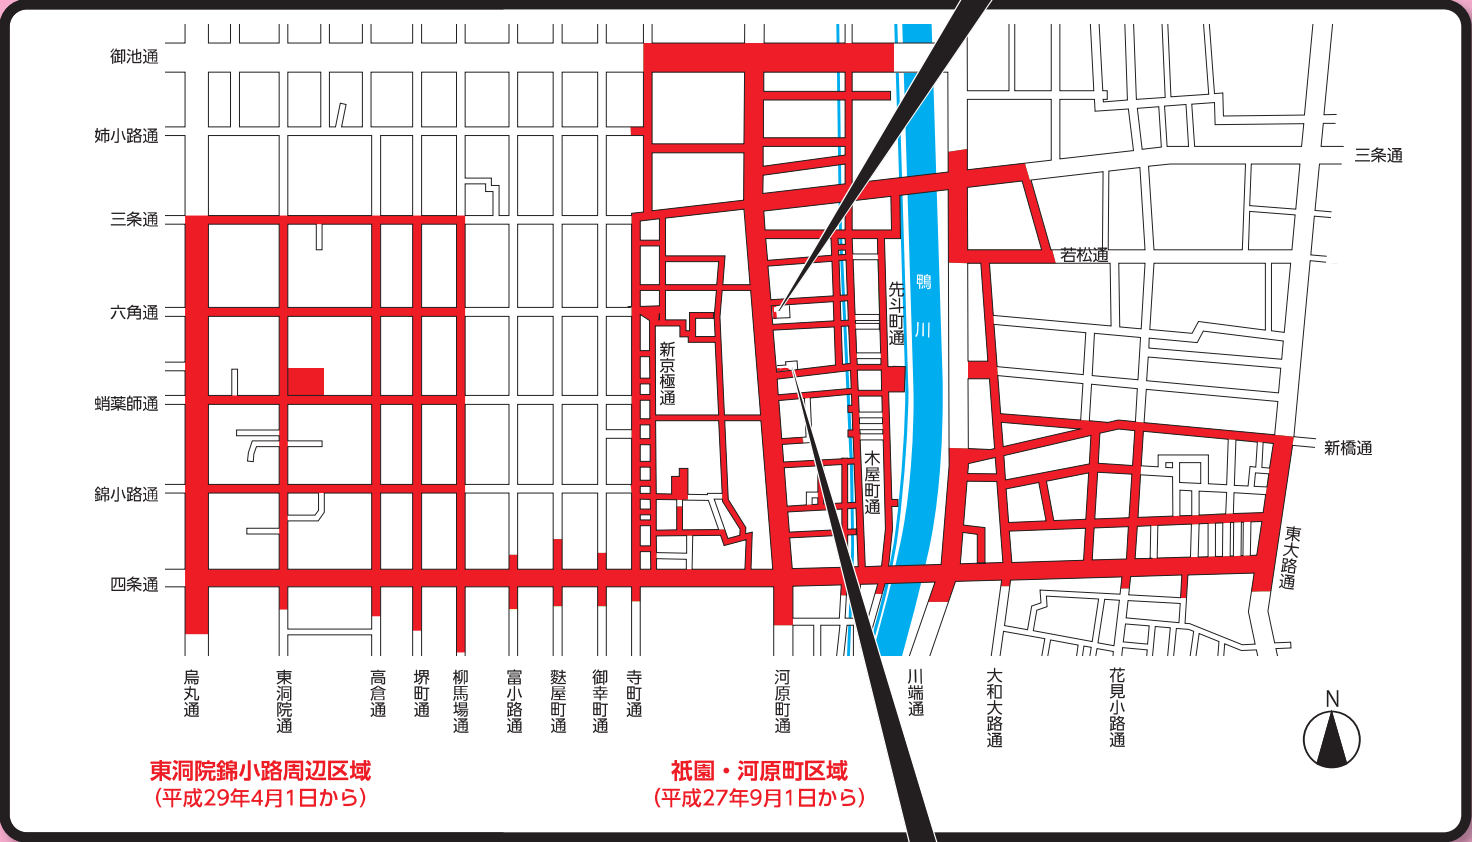 御池通
姉小路通
三条通
六角通
蛸薬師通
錦小路通
四条通
三条通
若松通
新橋通
東大路通
鴨川
先斗町通
木屋町通
新京極通
烏丸通
東洞院通
高倉通
堺町通
柳馬場通
富小路通
麩屋町通
御幸町通
寺町通
河原町通
川端通
大和大路通
花見小路通
N
東洞院錦小路周辺区域
（平成29年4月1日から）
祇園・河原町区域
（平成27年9月1日から）